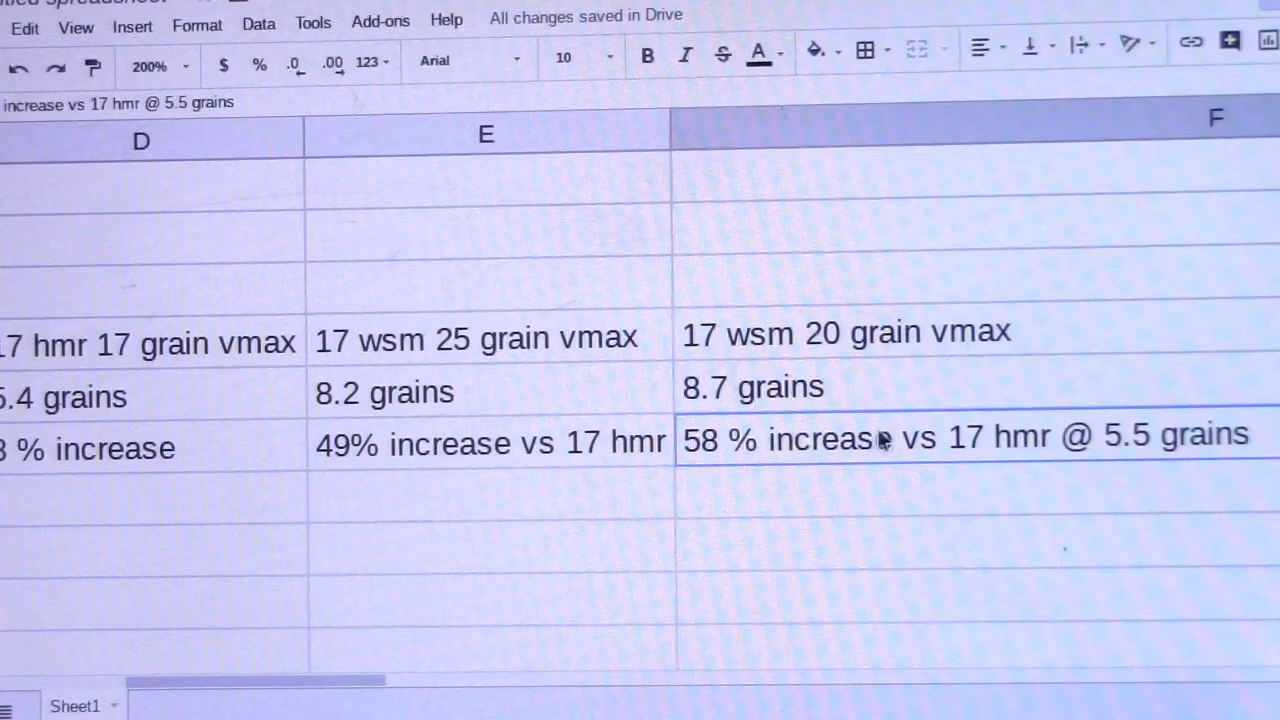 Edit View Insert Format Data Tools Add-ons Help All changes saved in Drive
200% $ % .0 .00 123 Arial 10 B I S A
increase vs 17 hmr @ 5.5 grains
D E F
17 hmr 17 grain vmax 17 wsm 25 grain vmax 17 wsm 20 grain vmax
5.4 grains 8.2 grains 8.7 grains
% increase 49% increase vs 17 hmr 58 % increase vs 17 hmr @ 5.5 grains
Sheet1